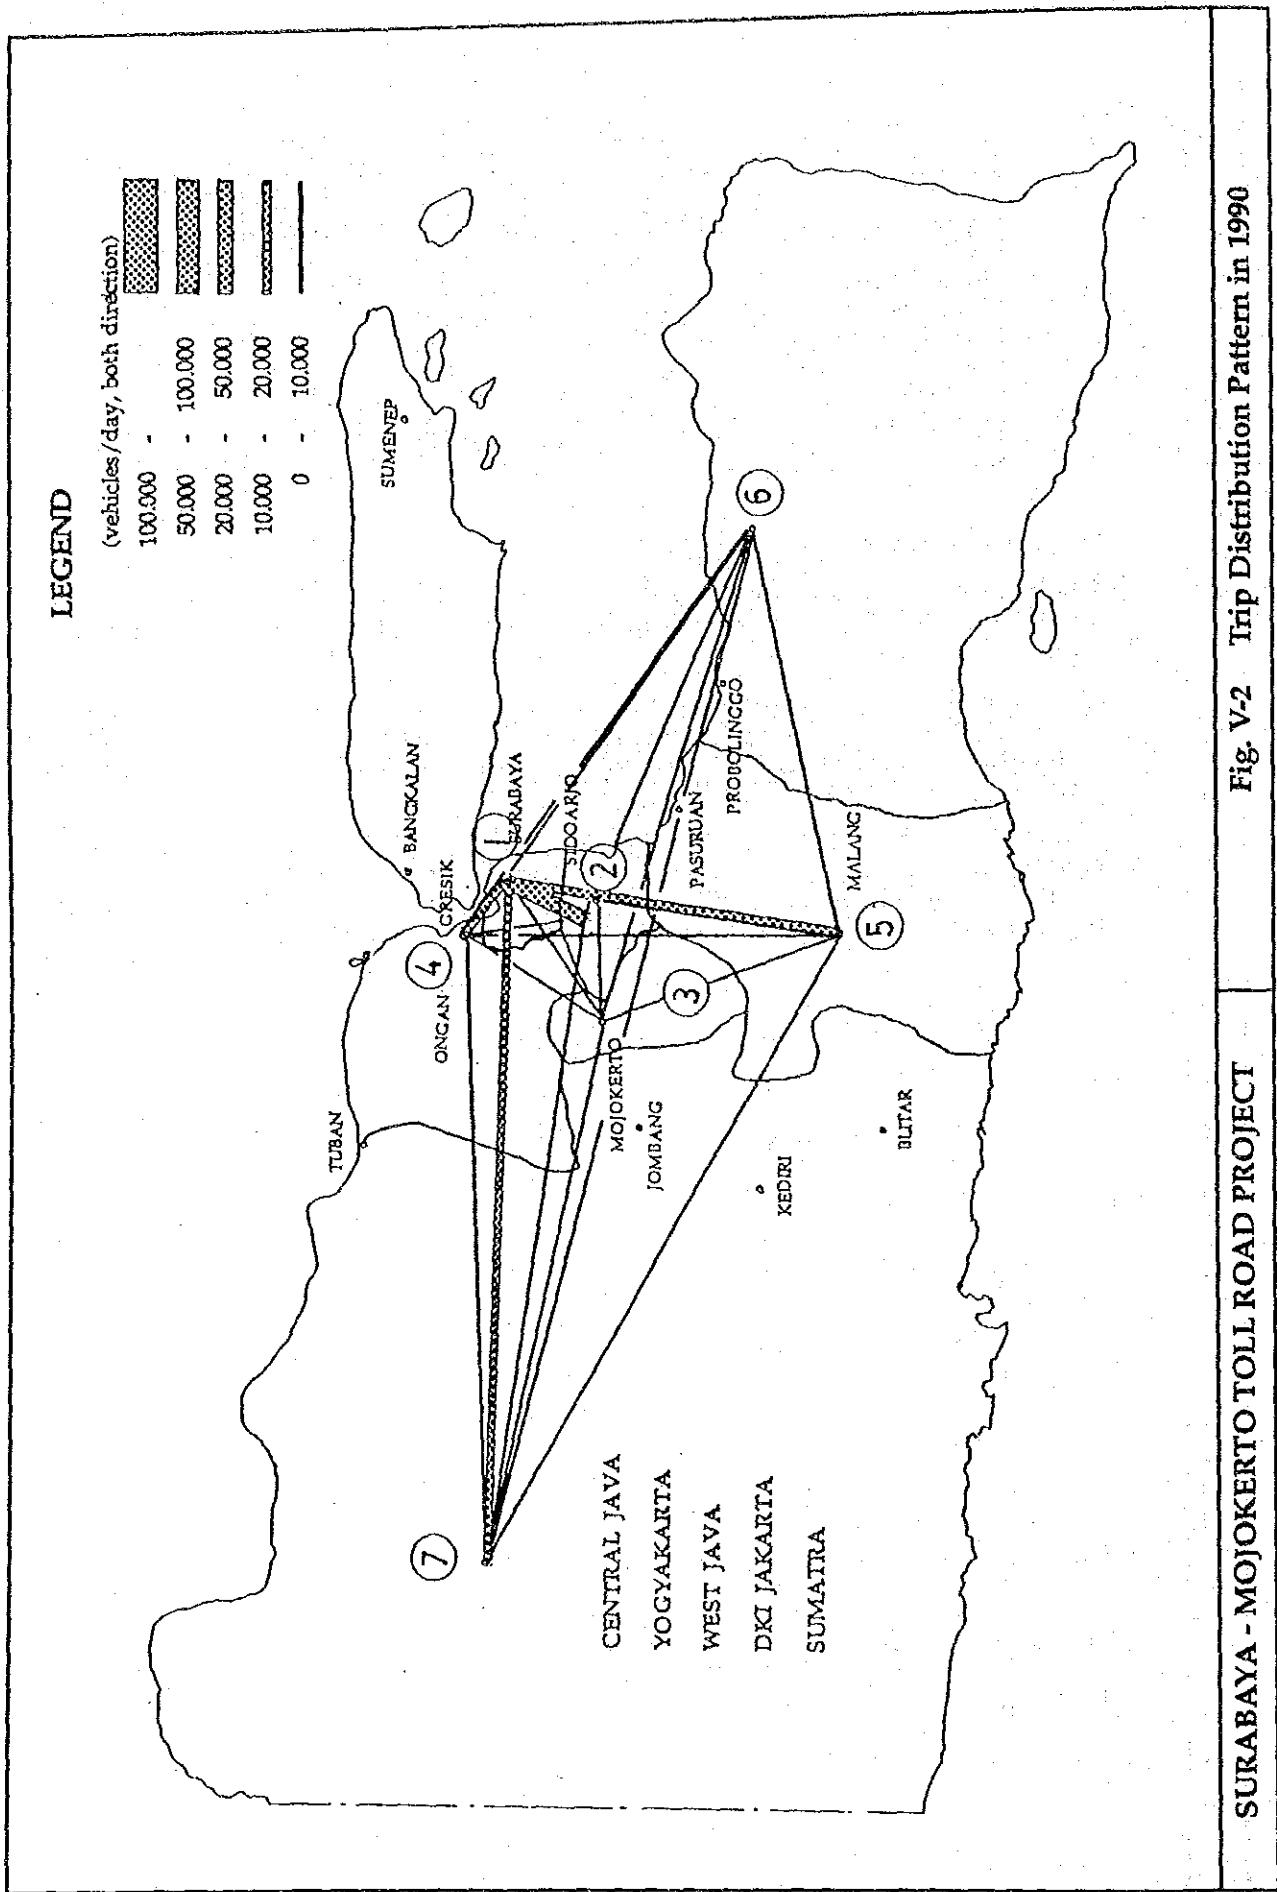 LEGEND
(vehicles/day, both direction)
100.000 -
50.000 - 100.000
20.000 - 50.000
10.000 - 20.000
0 - 10.000
SUMENEP
BANGKALAN
TUBAN
ONGAN
GRESIK
SURABAYA
SIDOARJO
MOJOKERTO
JOMBANG
PASURUAN
PROBOLINGGO
KEDIRI
MALANG
BLITAR
1
2
3
4
5
6
7
CENTRAL JAVA
YOGYAKARTA
WEST JAVA
DKI JAKARTA
SUMATRA
SURABAYA - MOJOKERTO TOLL ROAD PROJECT
Fig. V-2 Trip Distribution Pattern in 1990